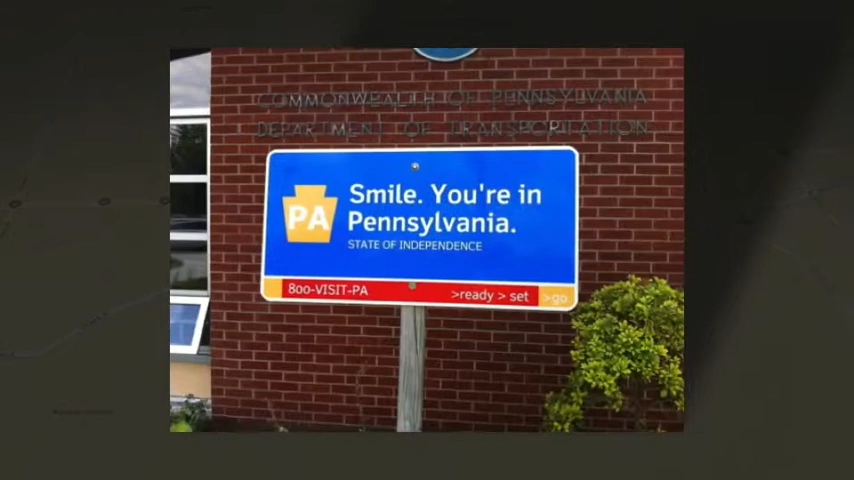 COMMONWEALTH OF PENNSYLVANIA
DEPARTMENT OF TRANSPORTATION
PA
Smile. You're in
Pennsylvania.
STATE OF INDEPENDENCE
800-VISIT-PA
>ready > set >go